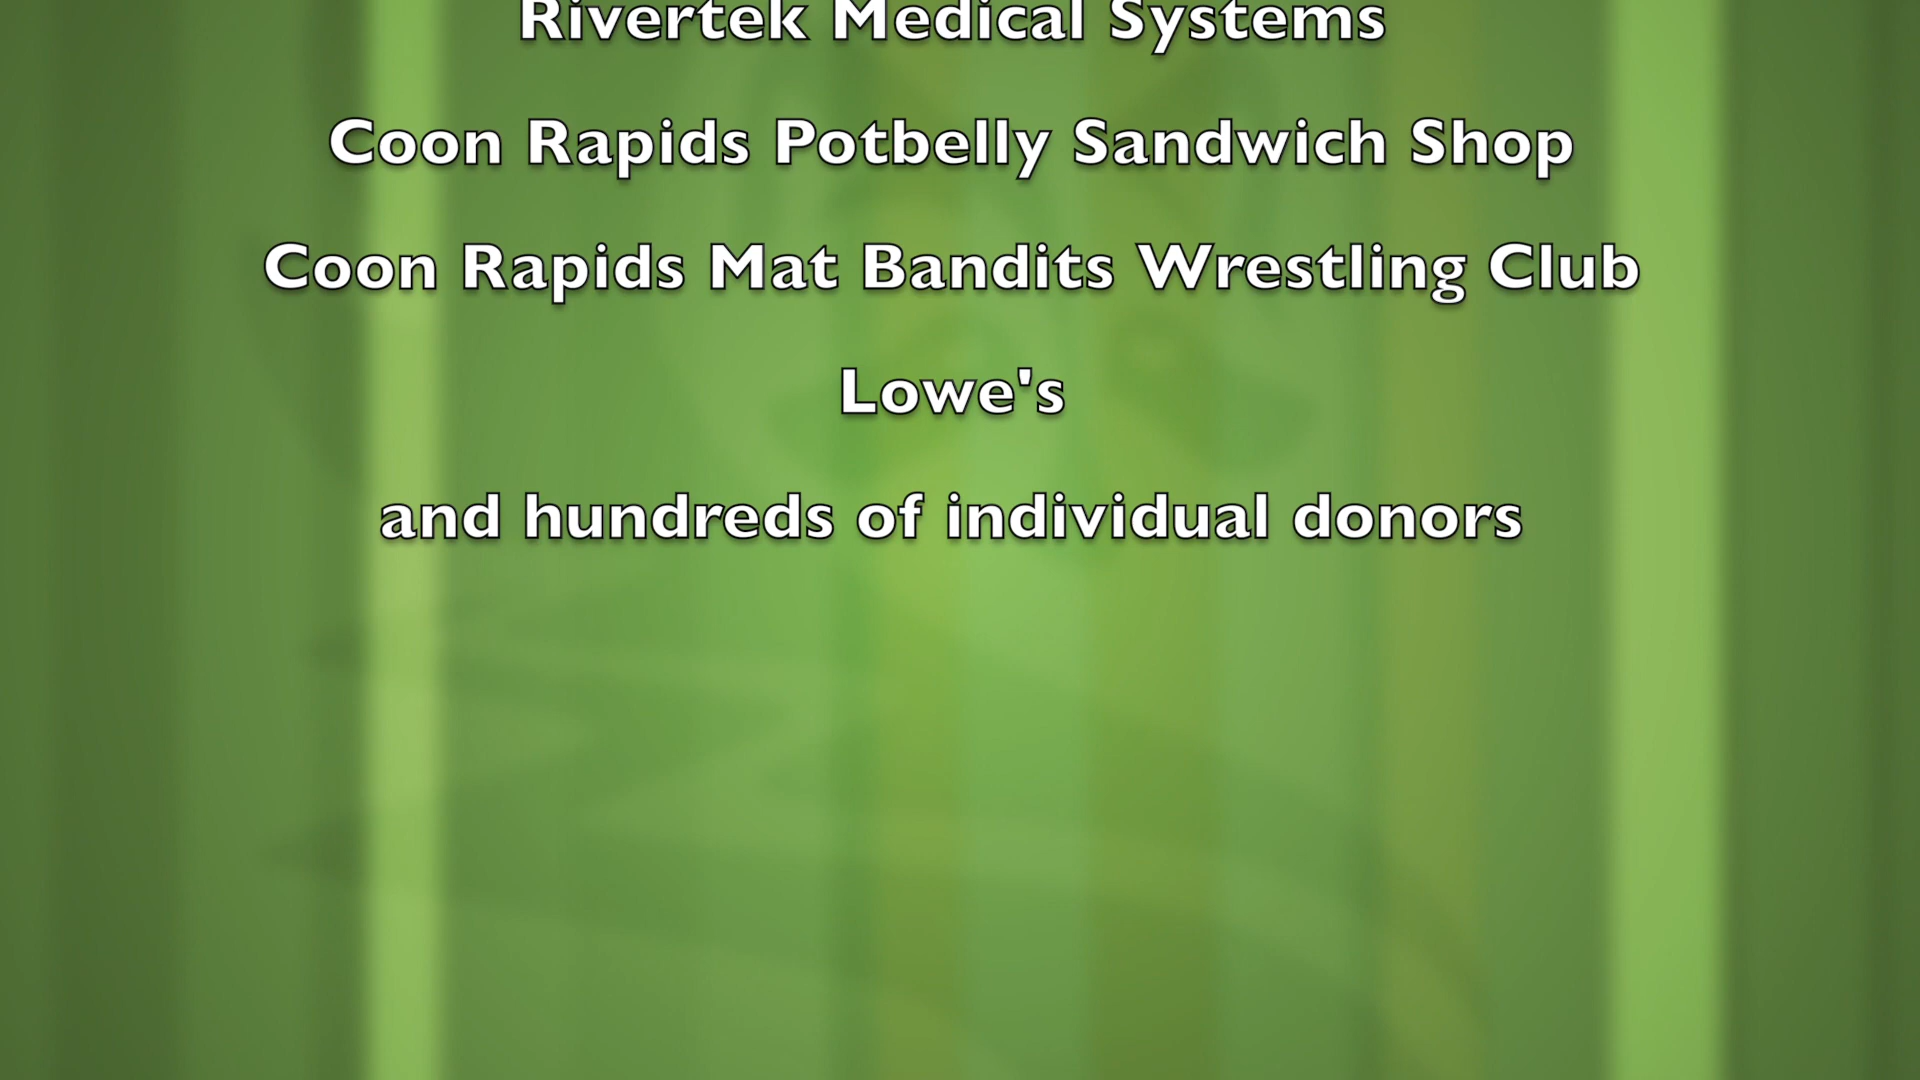 Rivertek Medical Systems
Coon Rapids Potbelly Sandwich Shop
Coon Rapids Mat Bandits Wrestling Club
Lowe's
and hundreds of individual donors